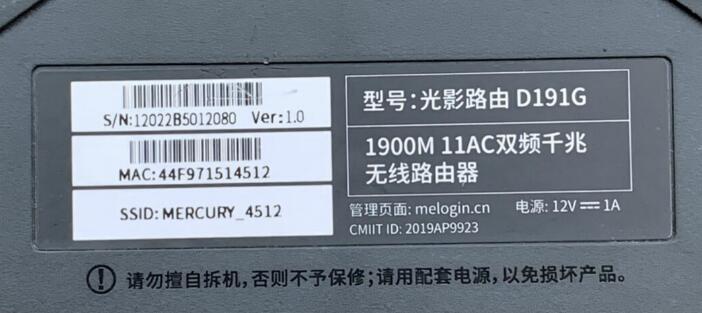 S/N:12022B5012080 Ver:1.0
MAC:44F971514512
SSID: MERCURY_4512
型号:光影路由 D191G
1900M 11AC双频千兆
无线路由器
管理页面: melogin.cn 电源: 12V⎓1A
CMIIT ID: 2019AP9923
请勿擅自拆机,否则不予保修;请用配套电源,以免损坏产品。